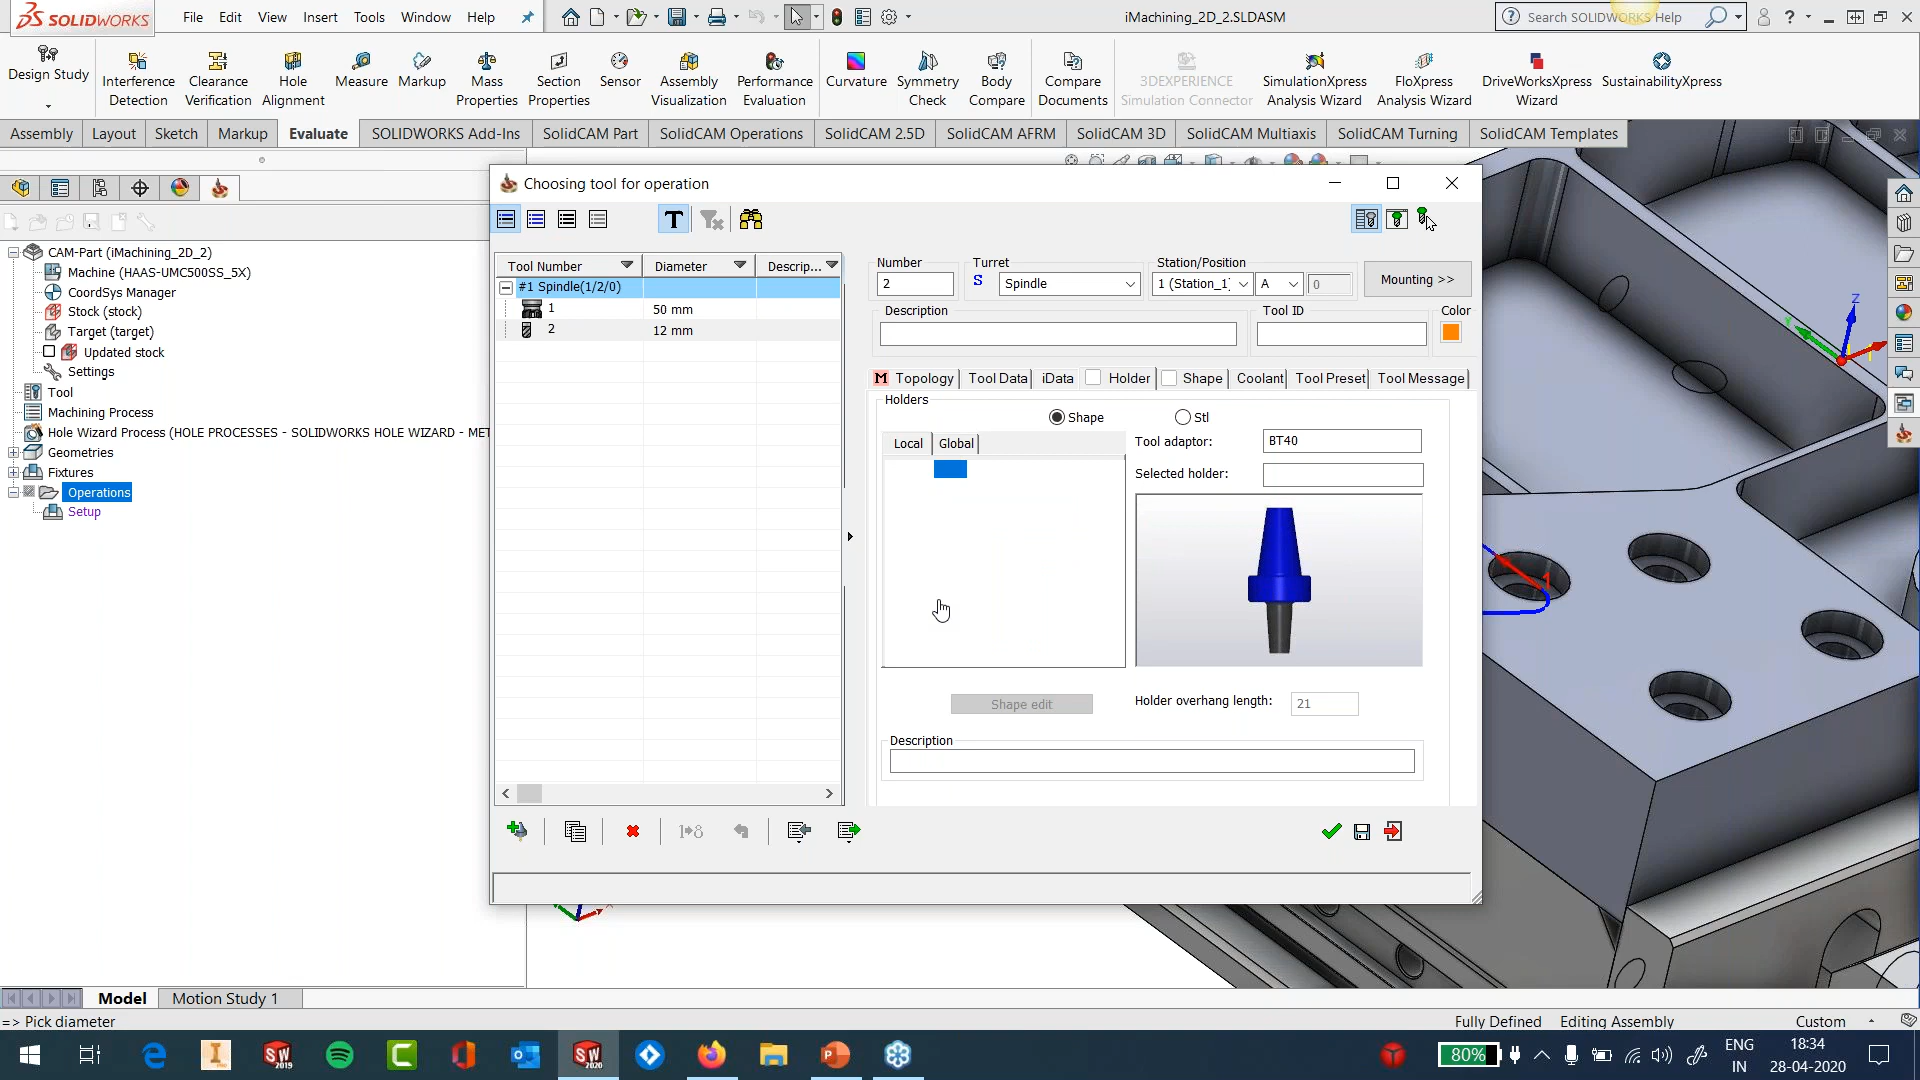 SOLIDWORKS File Edit View Insert Tools Window Help iMachining_2D_2.SLDASM Search SOLIDWORKS Help
Design Study Interference Detection Clearance Verification Hole Alignment Measure Markup Mass Properties Section Properties Sensor Assembly Visualization Performance Evaluation Curvature Symmetry Check Body Compare Compare Documents 3DEXPERIENCE Simulation Connector SimulationXpress Analysis Wizard FloXpress Analysis Wizard DriveWorksXpress Wizard SustainabilityXpress
Assembly Layout Sketch Markup Evaluate SOLIDWORKS Add-Ins SolidCAM Part SolidCAM Operations SolidCAM 2.5D SolidCAM AFRM SolidCAM 3D SolidCAM Multiaxis SolidCAM Turning SolidCAM Templates
CAM-Part (iMachining_2D_2)
Machine (HAAS-UMC500SS_5X)
CoordSys Manager
Stock (stock)
Target (target)
Updated stock
Settings
Tool
Machining Process
Hole Wizard Process (HOLE PROCESSES - SOLIDWORKS HOLE WIZARD - MET
Geometries
Fixtures
Operations
Setup
Choosing tool for operation
T
Tool Number Diameter Descrip...
#1 Spindle(1/2/0)
1 50 mm
2 12 mm
Number Turret Station/Position
2 S Spindle 1 (Station_1) A 0 Mounting >>
Description Tool ID Color
M Topology Tool Data iData Holder Shape Coolant Tool Preset Tool Message
Holders
Shape Stl
Local Global Tool adaptor: BT40
Selected holder:
Shape edit Holder overhang length: 21
Description
Z
Y
1
Model Motion Study 1
=> Pick diameter Fully Defined Editing Assembly Custom
SW 2019 SW 2020 80% ENG IN 18:34 28-04-2020